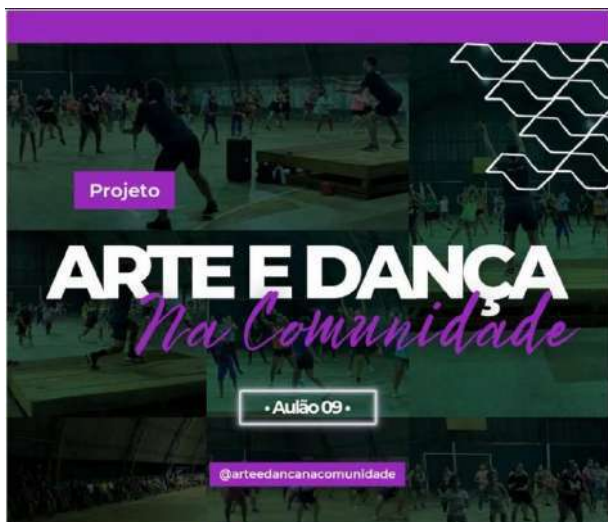 Projeto
ARTE E DANÇA
Na Comunidade
• Aulão 09 •
@arteedancanacomunidade